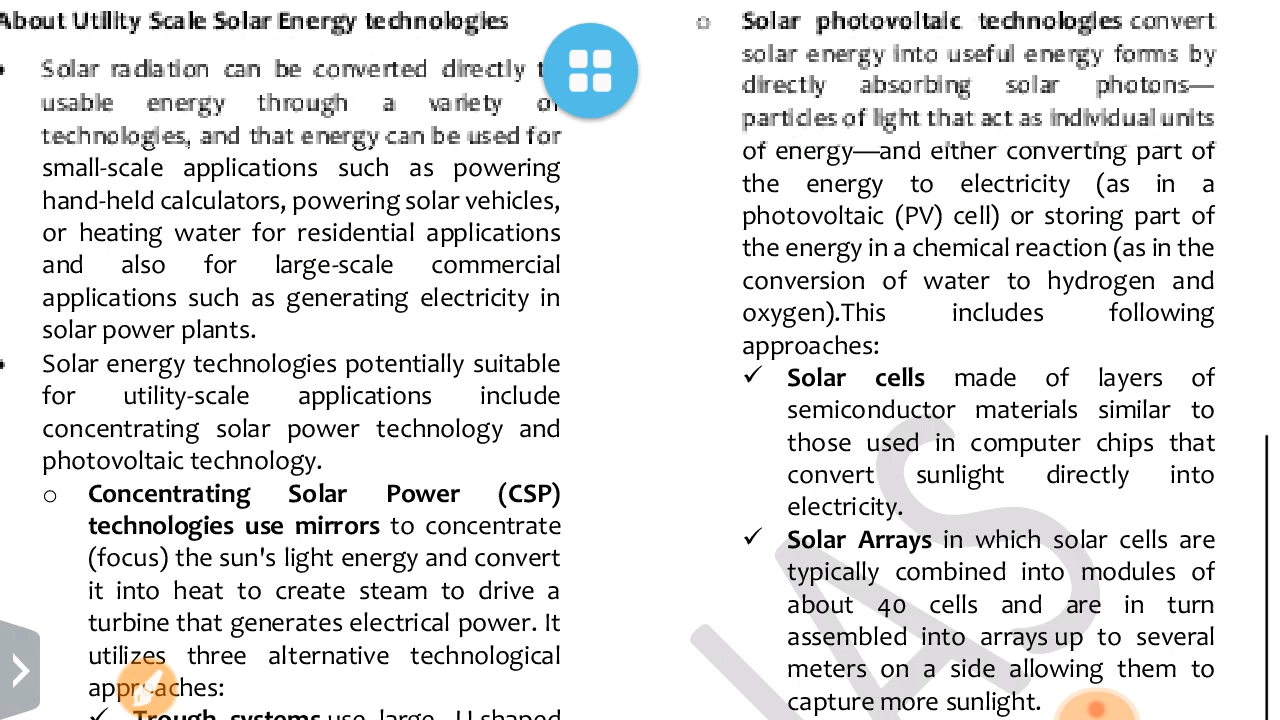 About Utility Scale Solar Energy technologies
Solar radiation can be converted directly
usable energy through a variety of
technologies, and that energy can be used for
small-scale applications such as powering
hand-held calculators, powering solar vehicles,
or heating water for residential applications
and also for large-scale commercial
applications such as generating electricity in
solar power plants.
Solar energy technologies potentially suitable
for utility-scale applications include
concentrating solar power technology and
photovoltaic technology.
o Concentrating Solar Power (CSP)
technologies use mirrors to concentrate
(focus) the sun's light energy and convert
it into heat to create steam to drive a
turbine that generates electrical power. It
utilizes three alternative technological
approaches:
✓ Trough systems use large, U-shaped
o Solar photovoltaic technologies convert
solar energy into useful energy forms by
directly absorbing solar photons—
particles of light that act as individual units
of energy—and either converting part of
the energy to electricity (as in a
photovoltaic (PV) cell) or storing part of
the energy in a chemical reaction (as in the
conversion of water to hydrogen and
oxygen).This includes following
approaches:
✓ Solar cells made of layers of
semiconductor materials similar to
those used in computer chips that
convert sunlight directly into
electricity.
✓ Solar Arrays in which solar cells are
typically combined into modules of
about 40 cells and are in turn
assembled into arrays up to several
meters on a side allowing them to
capture more sunlight.
IAS